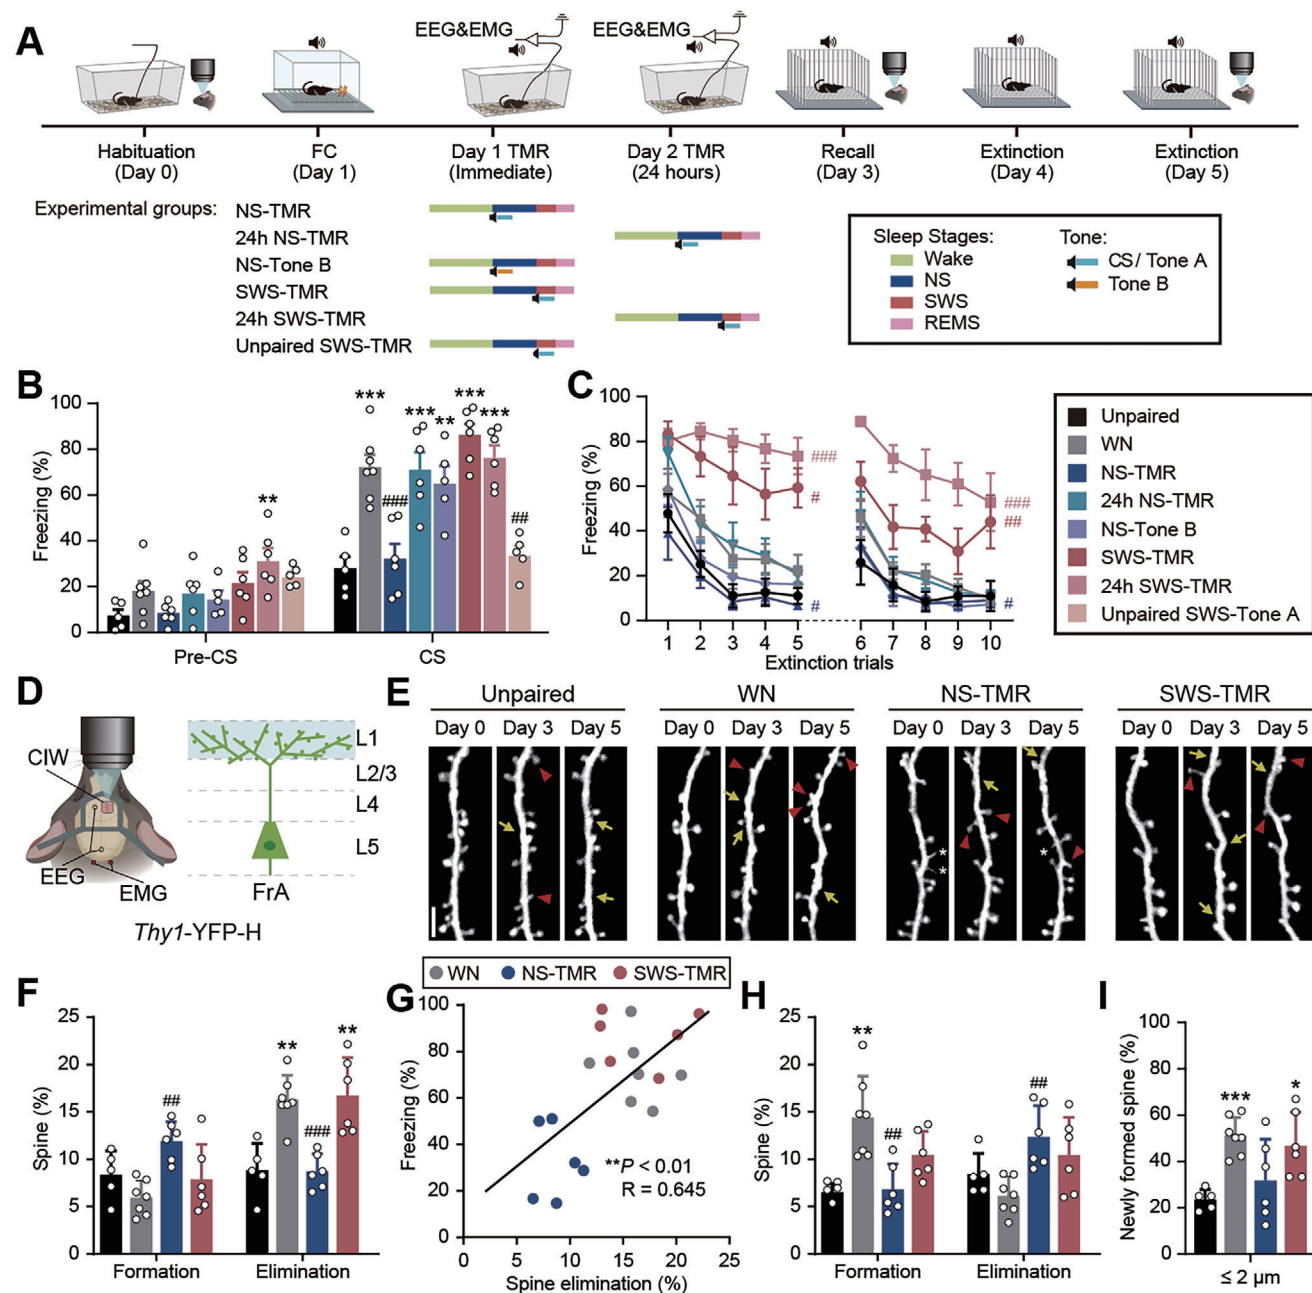 A
EEG&EMG
EEG&EMG
Habituation
(Day 0)
FC
(Day 1)
Day 1 TMR
(Immediate)
Day 2 TMR
(24 hours)
Recall
(Day 3)
Extinction
(Day 4)
Extinction
(Day 5)
Experimental groups:
NS-TMR
24h NS-TMR
NS-Tone B
SWS-TMR
24h SWS-TMR
Unpaired SWS-TMR
Sleep Stages:
Wake
NS
SWS
REMS
Tone:
CS/ Tone A
Tone B
B
Freezing (%)
100
80
60
40
20
0
**
***
###
***
**
***
***
##
Pre-CS
CS
C
Freezing (%)
100
80
60
40
20
0
###
#
#
###
##
#
1 2 3 4 5 6 7 8 9 10
Extinction trials
Unpaired
WN
NS-TMR
24h NS-TMR
NS-Tone B
SWS-TMR
24h SWS-TMR
Unpaired SWS-Tone A
D
CIW
EEG
EMG
L1
L2/3
L4
L5
FrA
Thy1-YFP-H
E
Unpaired
Day 0 Day 3 Day 5
WN
Day 0 Day 3 Day 5
NS-TMR
Day 0 Day 3 Day 5
*
*
*
SWS-TMR
Day 0 Day 3 Day 5
F
Spine (%)
25
20
15
10
5
0
##
**
###
**
Formation
Elimination
WN NS-TMR SWS-TMR
G
Freezing (%)
100
80
60
40
20
0
**P < 0.01
R = 0.645
0 5 10 15 20 25
Spine elimination (%)
H
Spine (%)
25
20
15
10
5
0
**
##
##
Formation
Elimination
I
Newly formed spine (%)
100
80
60
40
20
0
***
*
≤ 2 µm